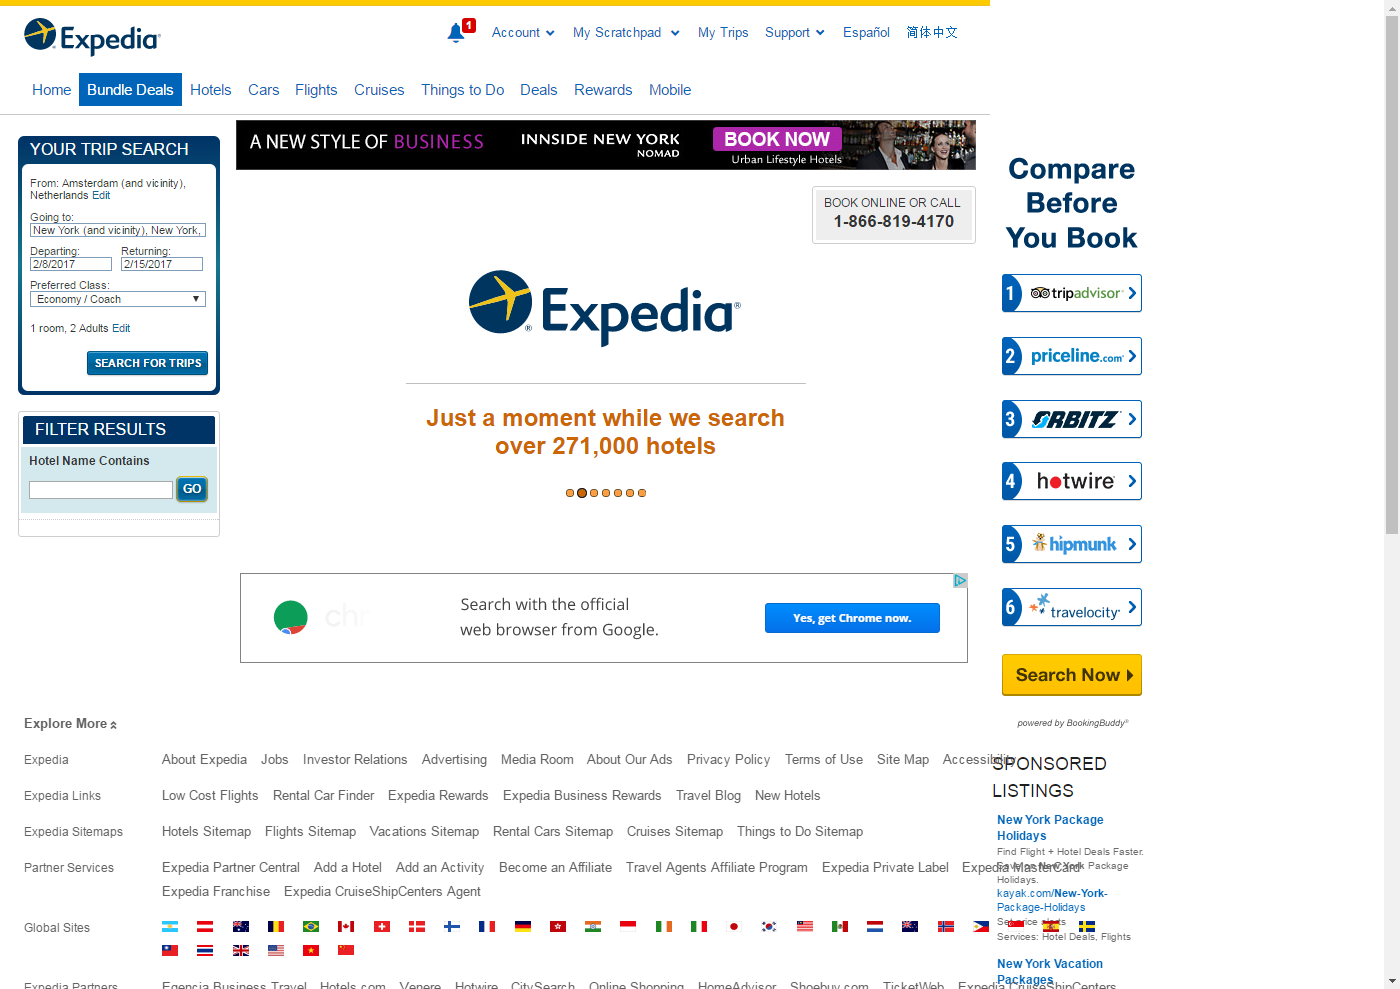 Expedia
1
Account
My Scratchpad
My Trips
Support
Español
简体中文
Home
Bundle Deals
Hotels
Cars
Flights
Cruises
Things to Do
Deals
Rewards
Mobile
YOUR TRIP SEARCH
From: Amsterdam (and vicinity),
Netherlands Edit
Going to:
New York (and vicinity), New York,
Departing: Returning:
2/8/2017 2/15/2017
Preferred Class:
Economy / Coach
1 room, 2 Adults Edit
SEARCH FOR TRIPS
FILTER RESULTS
Hotel Name Contains
GO
A NEW STYLE OF BUSINESS
INNSIDE NEW YORK
NOMAD
BOOK NOW
Urban Lifestyle Hotels
BOOK ONLINE OR CALL
1-866-819-4170
Expedia®
Just a moment while we search
over 271,000 hotels
chr
Search with the official
web browser from Google.
Yes, get Chrome now.
Compare
Before
You Book
1 tripadvisor
2 priceline.com
3 ORBITZ
4 hotwire
5 hipmunk
6 travelocity
Search Now
powered by BookingBuddy®
SPONSORED
LISTINGS
New York Package
Holidays
Find Flight + Hotel Deals Faster.
New York Package
Holidays.
kayak.com/New-York-
Package-Holidays
Set price alerts
Services: Hotel Deals, Flights
New York Vacation
Packages
Explore More
Expedia
About Expedia Jobs Investor Relations Advertising Media Room About Our Ads Privacy Policy Terms of Use Site Map Accessibility
Expedia Links
Low Cost Flights Rental Car Finder Expedia Rewards Expedia Business Rewards Travel Blog New Hotels
Expedia Sitemaps
Hotels Sitemap Flights Sitemap Vacations Sitemap Rental Cars Sitemap Cruises Sitemap Things to Do Sitemap
Partner Services
Expedia Partner Central Add a Hotel Add an Activity Become an Affiliate Travel Agents Affiliate Program Expedia Private Label Expedia MasterCard
Expedia Franchise Expedia CruiseShipCenters Agent
Global Sites
Expedia Partners
Egencia Business Travel Hotels.com Venere Hotwire CitySearch Online Shopping HomeAdvisor Shoebuy.com TicketWeb Expedia CruiseShipCenters